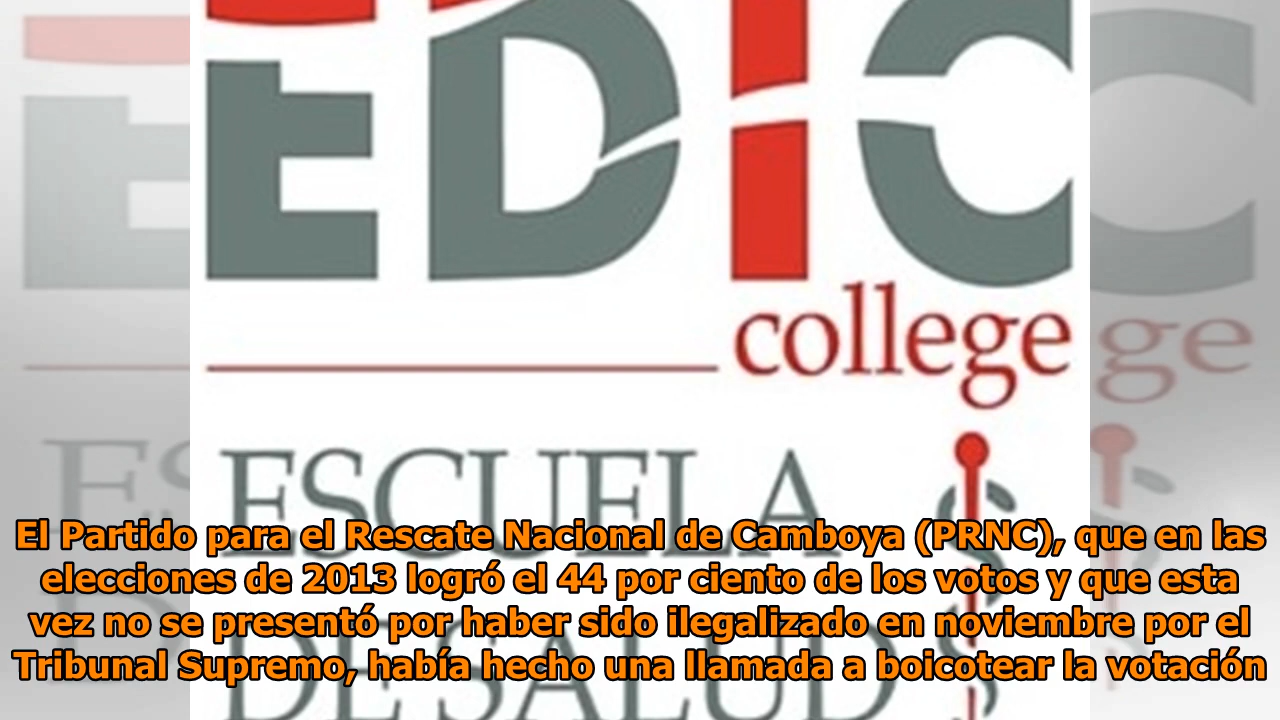 EDIC
college
ESCUELA
DE SALUD
El Partido para el Rescate Nacional de Camboya (PRNC), que en las
elecciones de 2013 logró el 44 por ciento de los votos y que esta
vez no se presentó por haber sido ilegalizado en noviembre por el
Tribunal Supremo, había hecho una llamada a boicotear la votación